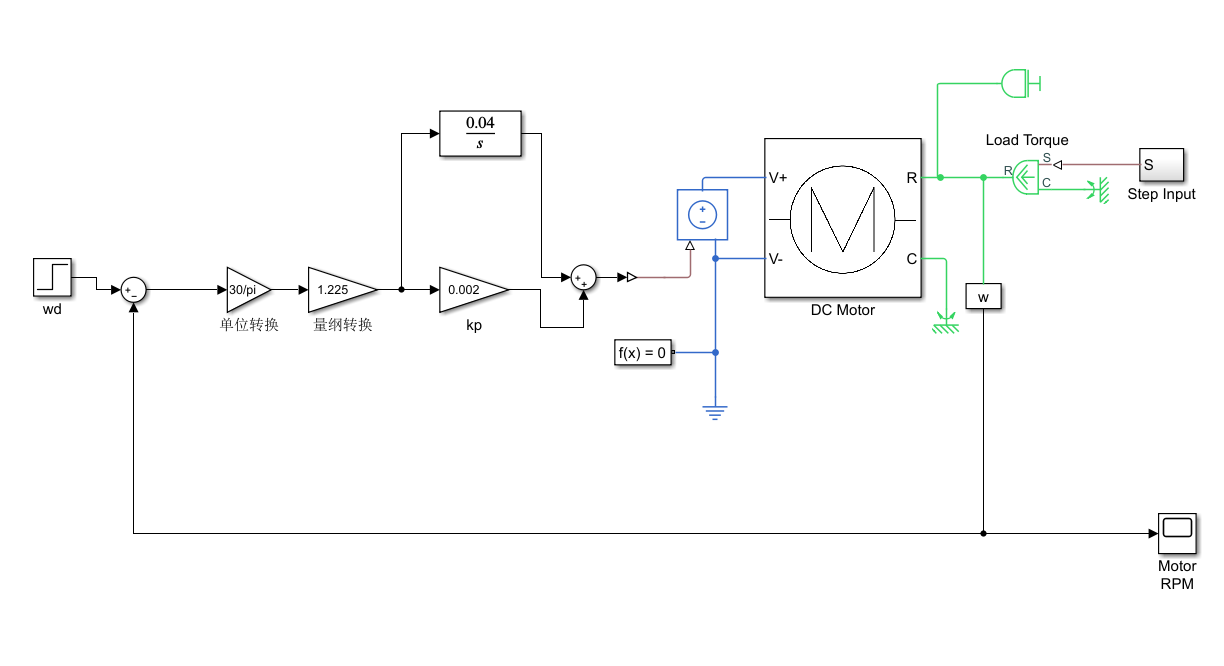 0.04
s
wd
+
−
30/pi
单位转换
1.225
量纲转换
0.002
kp
+
+
+
−
f(x) = 0
V+
V-
R
C
DC Motor
Load Torque
R
S
C
S
Step Input
w
Motor
RPM